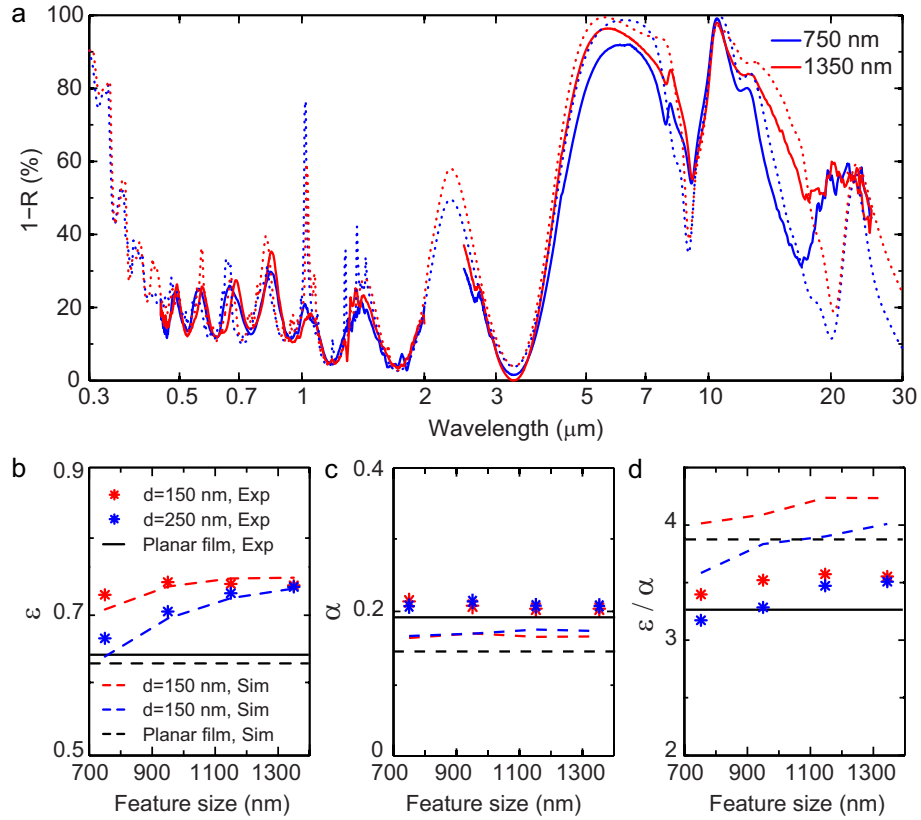 a
100
80
60
40
20
0
1−R (%)
750 nm
1350 nm
0.3 0.5 0.7 1 2 3 5 7 10 20 30
Wavelength (μm)
b
0.9
0.7
0.5
ε
d=150 nm, Exp
d=250 nm, Exp
Planar film, Exp
d=150 nm, Sim
d=150 nm, Sim
Planar film, Sim
700 900 1100 1300
Feature size (nm)
c
0.4
0.2
0
α
700 900 1100 1300
Feature size (nm)
d
4
3
2
ε / α
700 900 1100 1300
Feature size (nm)